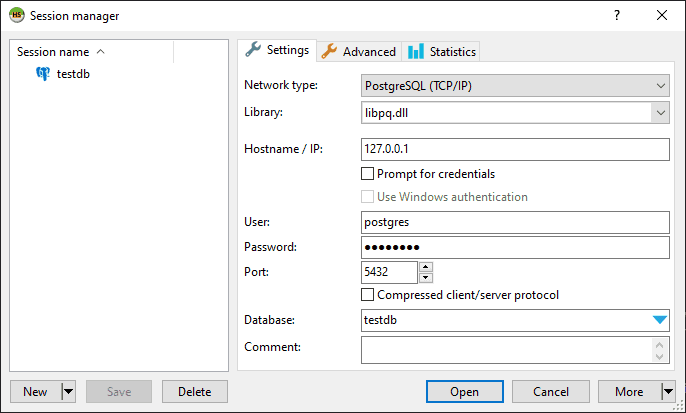 HS Session manager
Session name
testdb
Settings Advanced Statistics
Network type: PostgreSQL (TCP/IP)
Library: libpq.dll
Hostname / IP: 127.0.0.1
Prompt for credentials
Use Windows authentication
User: postgres
Password: ●●●●●●●●
Port: 5432
Compressed client/server protocol
Database: testdb
Comment:
New Save Delete Open Cancel More